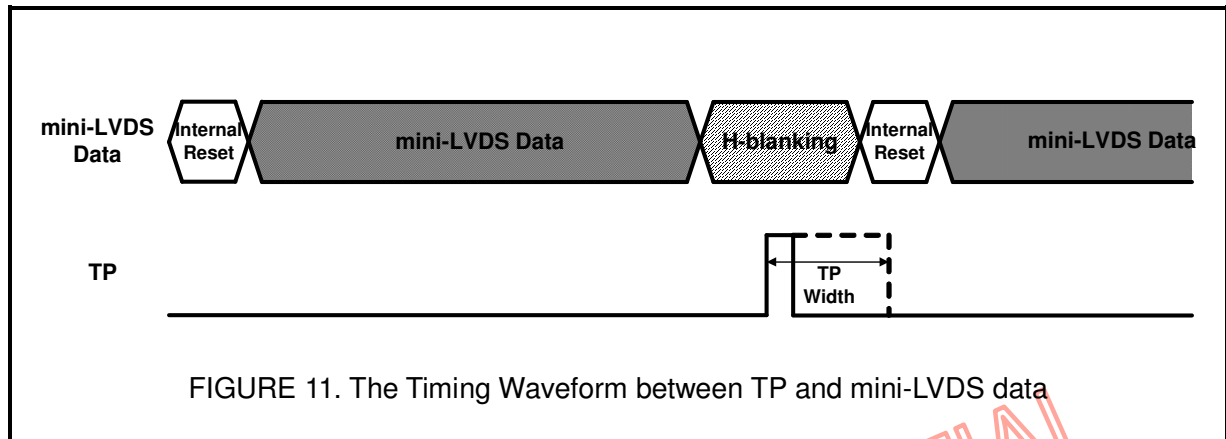 mini-LVDS
Data
Internal
Reset
mini-LVDS Data
H-blanking
Internal
Reset
mini-LVDS Data
TP
TP
Width
FIGURE 11. The Timing Waveform between TP and mini-LVDS data